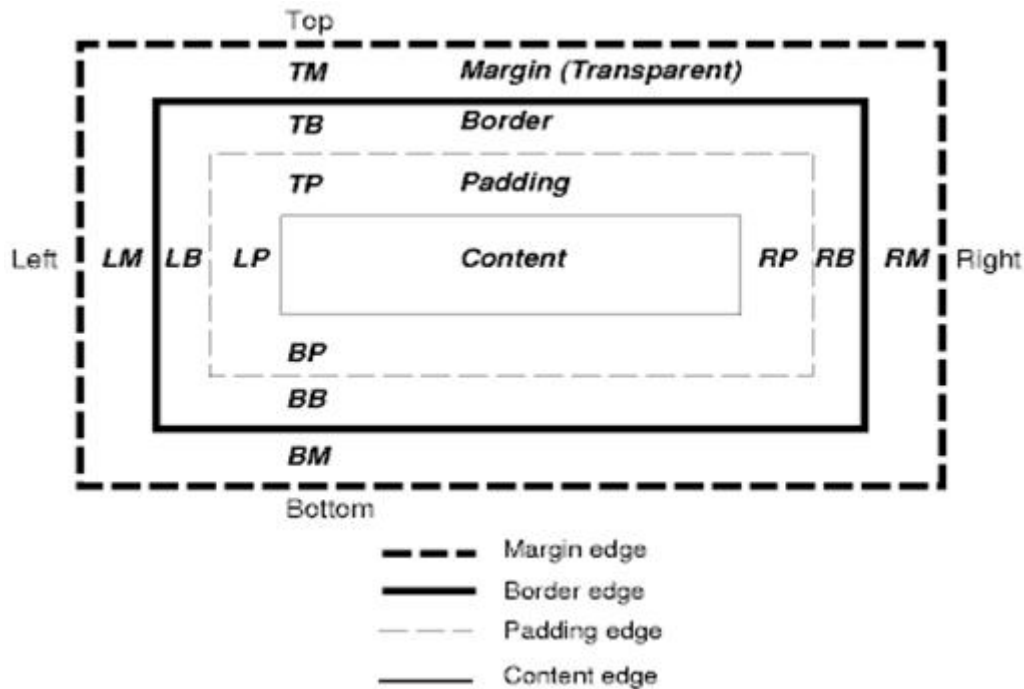 Top
TM Margin (Transparent)
TB Border
TP Padding
Left LM LB LP Content RP RB RM Right
BP
BB
BM
Bottom
Margin edge
Border edge
Padding edge
Content edge